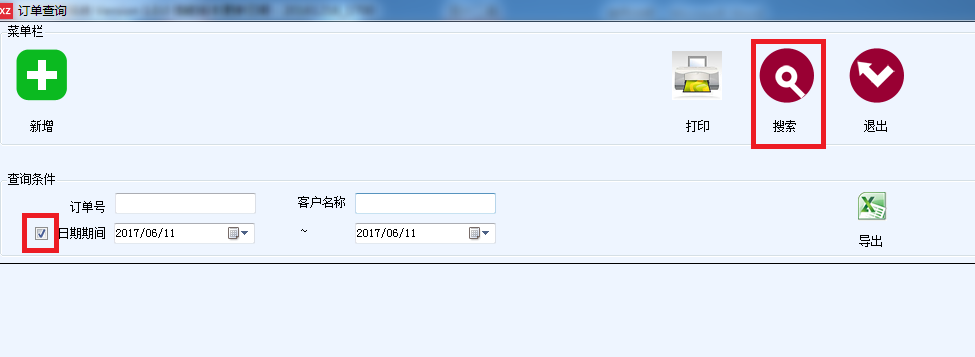 XZ 订单查询
菜单栏
新增
打印
搜索
退出
查询条件
订单号
客户名称
日期期间 2017/06/11 ~ 2017/06/11
导出